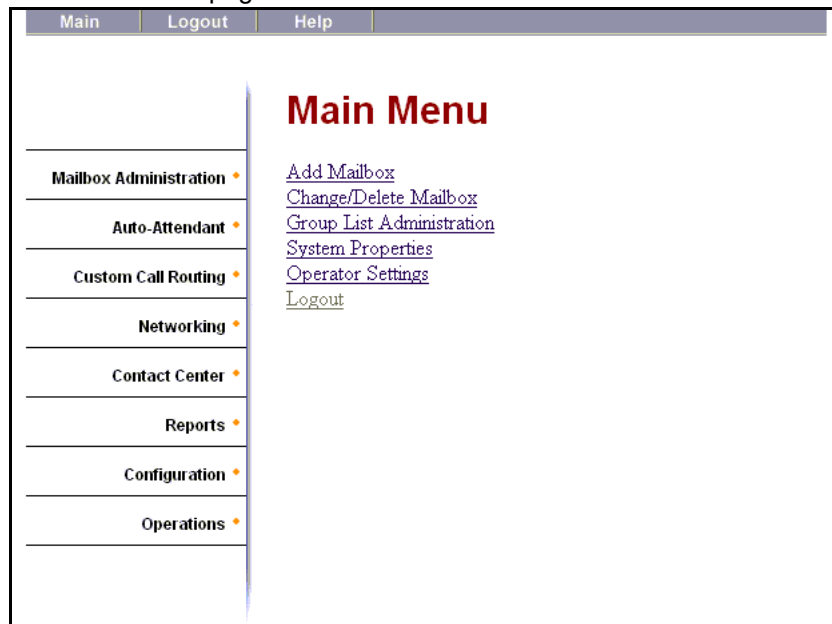 Main Logout Help
Main Menu
Mailbox Administration
Auto-Attendant
Custom Call Routing
Networking
Contact Center
Reports
Configuration
Operations
Add Mailbox
Change/Delete Mailbox
Group List Administration
System Properties
Operator Settings
Logout